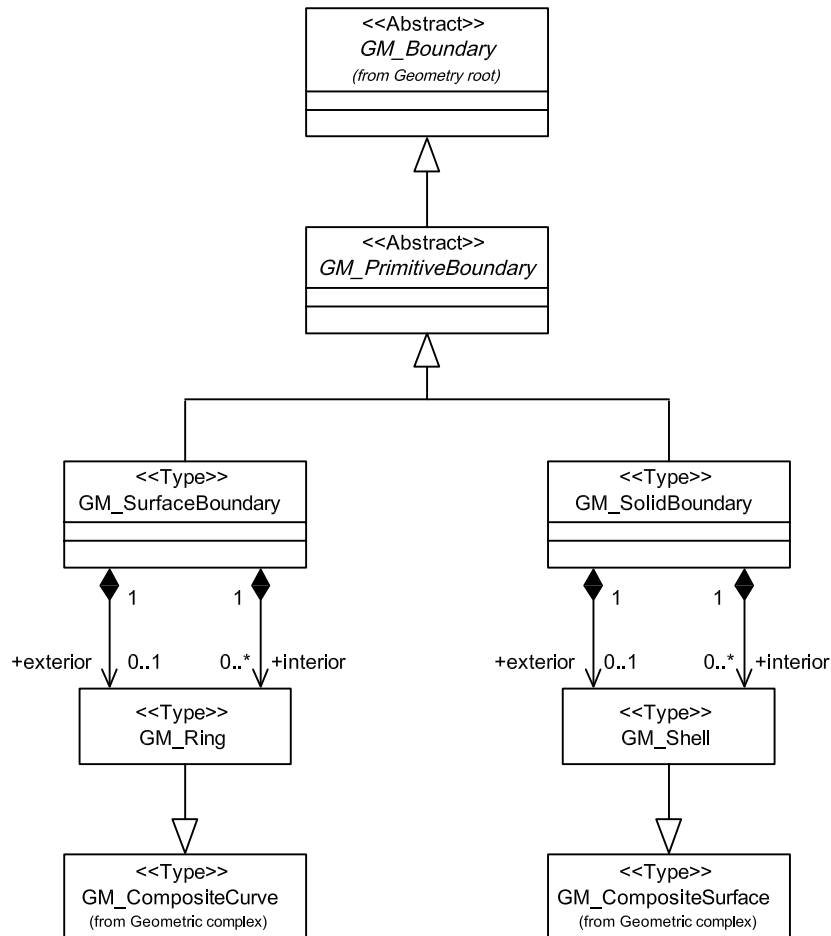 <<Abstract>>
GM_Boundary
(from Geometry root)
<<Abstract>>
GM_PrimitiveBoundary
<<Type>>
GM_SurfaceBoundary
<<Type>>
GM_SolidBoundary
1
1
1
1
+exterior
0..1
0..*
+interior
+exterior
0..1
0..*
+interior
<<Type>>
GM_Ring
<<Type>>
GM_Shell
<<Type>>
GM_CompositeCurve
(from Geometric complex)
<<Type>>
GM_CompositeSurface
(from Geometric complex)